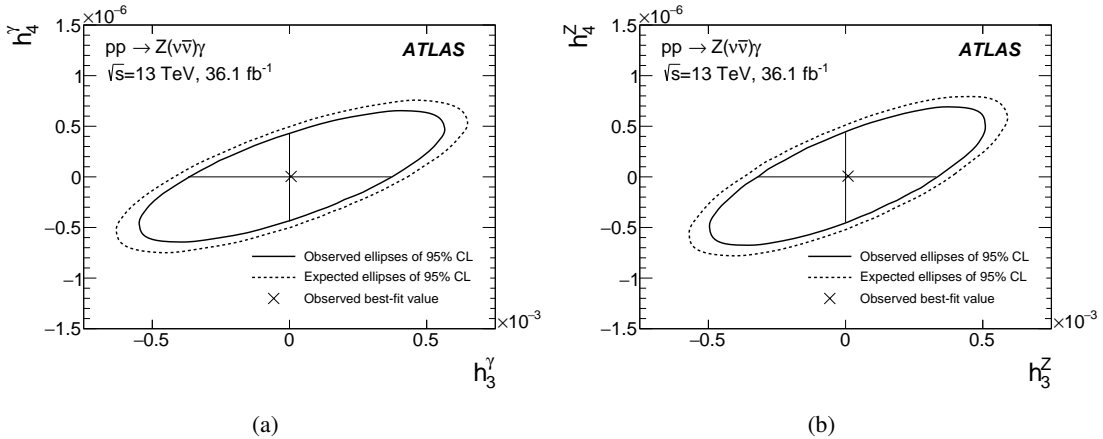 h₄^γ
×10⁻⁶
1.5
1
0.5
0
−0.5
−1
−1.5
pp → Z(νν̄)γ
√s=13 TeV, 36.1 fb⁻¹
ATLAS
Observed ellipses of 95% CL
Expected ellipses of 95% CL
Observed best-fit value
−0.5 0 0.5
×10⁻³
h₃^γ
(a)
h₄^Z
×10⁻⁶
1.5
1
0.5
0
−0.5
−1
−1.5
pp → Z(νν̄)γ
√s=13 TeV, 36.1 fb⁻¹
ATLAS
Observed ellipses of 95% CL
Expected ellipses of 95% CL
Observed best-fit value
−0.5 0 0.5
×10⁻³
h₃^Z
(b)